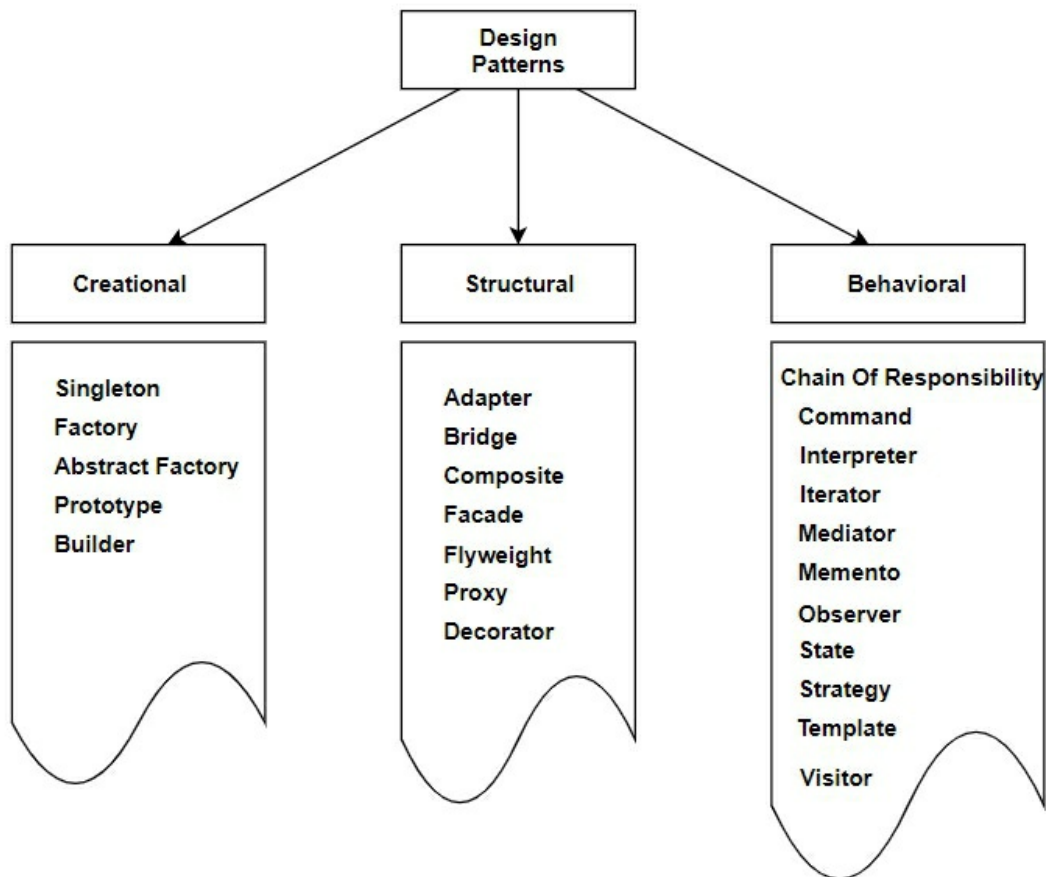 Design
Patterns
Creational
Structural
Behavioral
Singleton
Factory
Abstract Factory
Prototype
Builder
Adapter
Bridge
Composite
Facade
Flyweight
Proxy
Decorator
Chain Of Responsibility
Command
Interpreter
Iterator
Mediator
Memento
Observer
State
Strategy
Template
Visitor